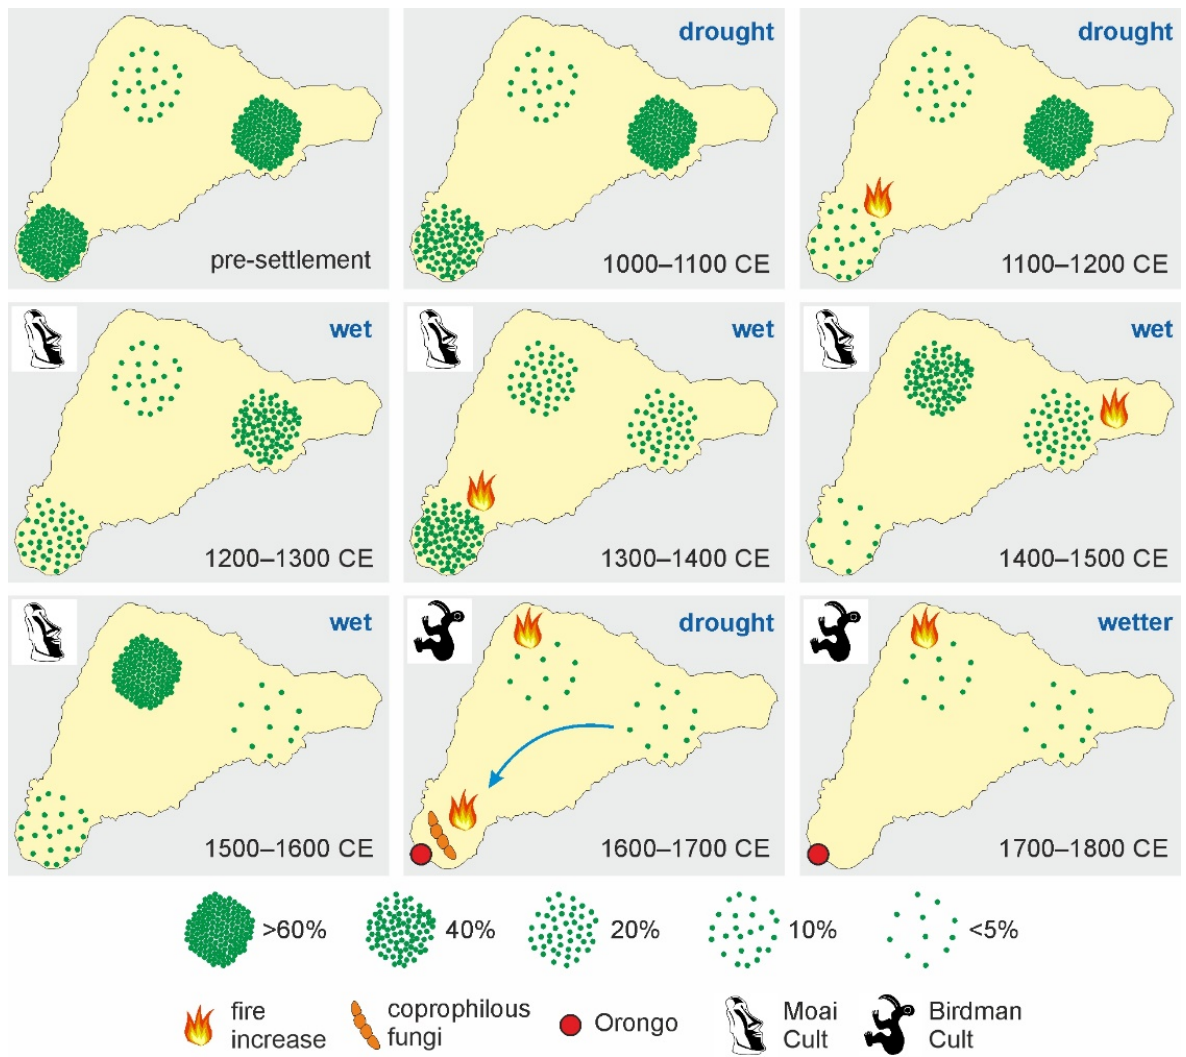 pre-settlement
drought
1000–1100 CE
drought
1100–1200 CE
wet
1200–1300 CE
wet
1300–1400 CE
wet
1400–1500 CE
wet
1500–1600 CE
drought
1600–1700 CE
wetter
1700–1800 CE
>60%
40%
20%
10%
<5%
fire
increase
coprophilous
fungi
Orongo
Moai
Cult
Birdman
Cult